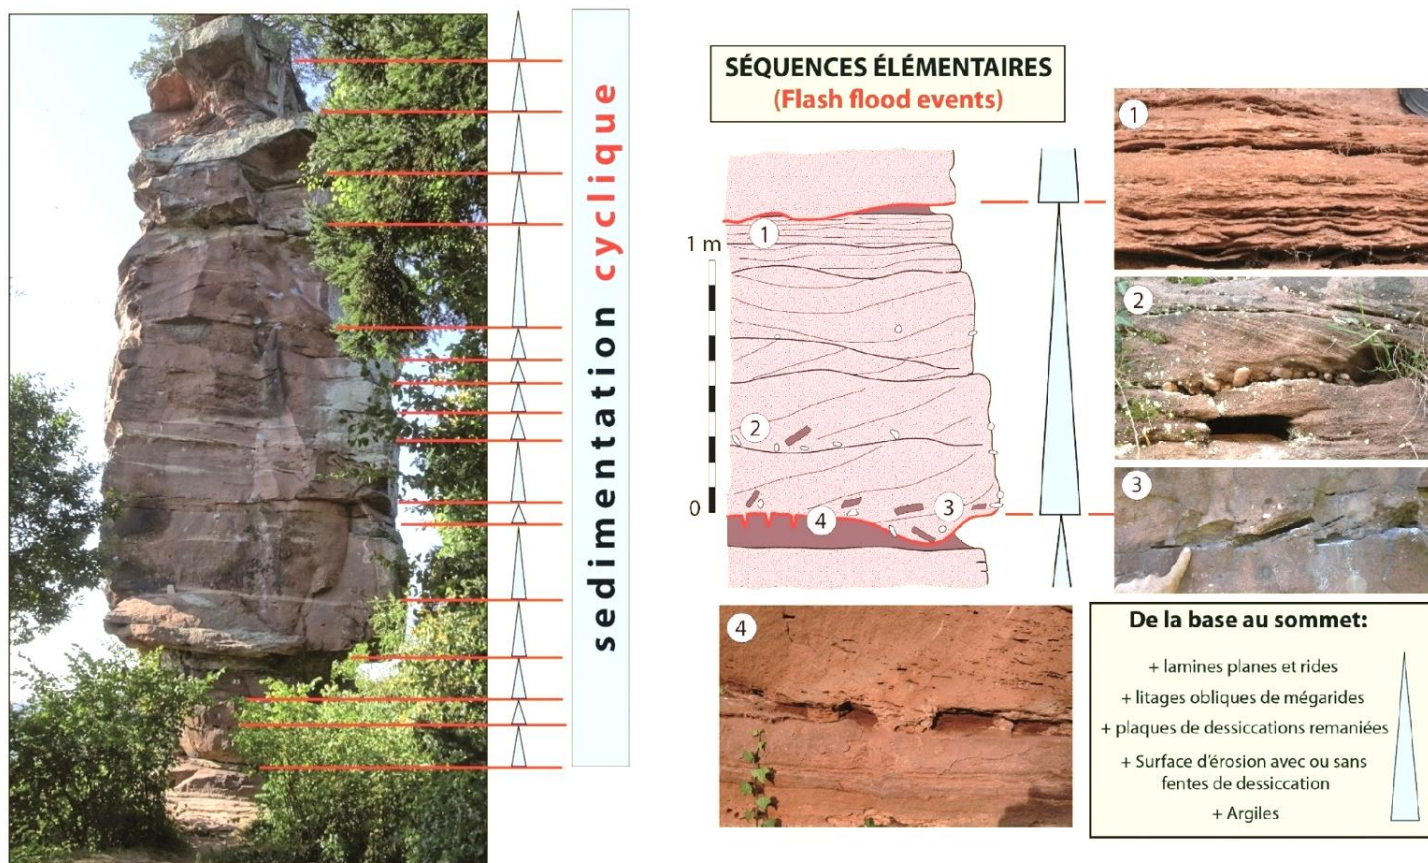 sedimentation cyclique
SÉQUENCES ÉLÉMENTAIRES
(Flash flood events)
1 m
0
1
2
3
4
1
2
3
4
De la base au sommet:
+ lamines planes et rides
+ litages obliques de mégarides
+ plaques de dessiccations remaniées
+ Surface d'érosion avec ou sans
fentes de dessiccation
+ Argiles